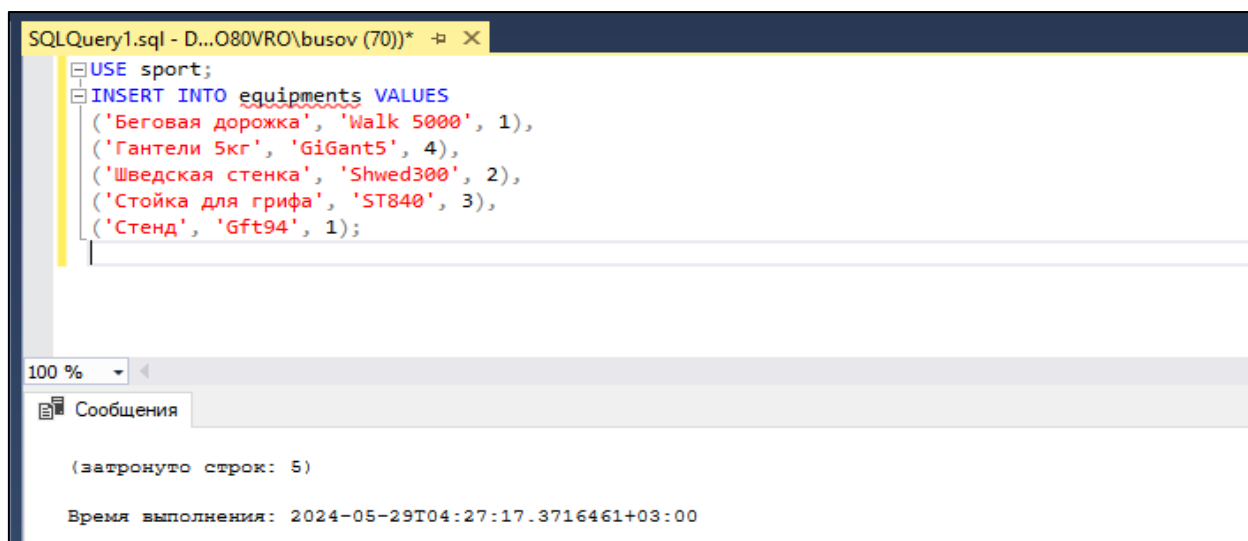 SQLQuery1.sql - D...O80VRO\busov (70))*
USE sport;
INSERT INTO equipments VALUES
('Беговая дорожка', 'Walk 5000', 1),
('Гантели 5кг', 'GiGant5', 4),
('Шведская стенка', 'Shwed300', 2),
('Стойка для грифа', 'ST840', 3),
('Стенд', 'Gft94', 1);
100 %
Сообщения
(затронуто строк: 5)
Время выполнения: 2024-05-29T04:27:17.3716461+03:00